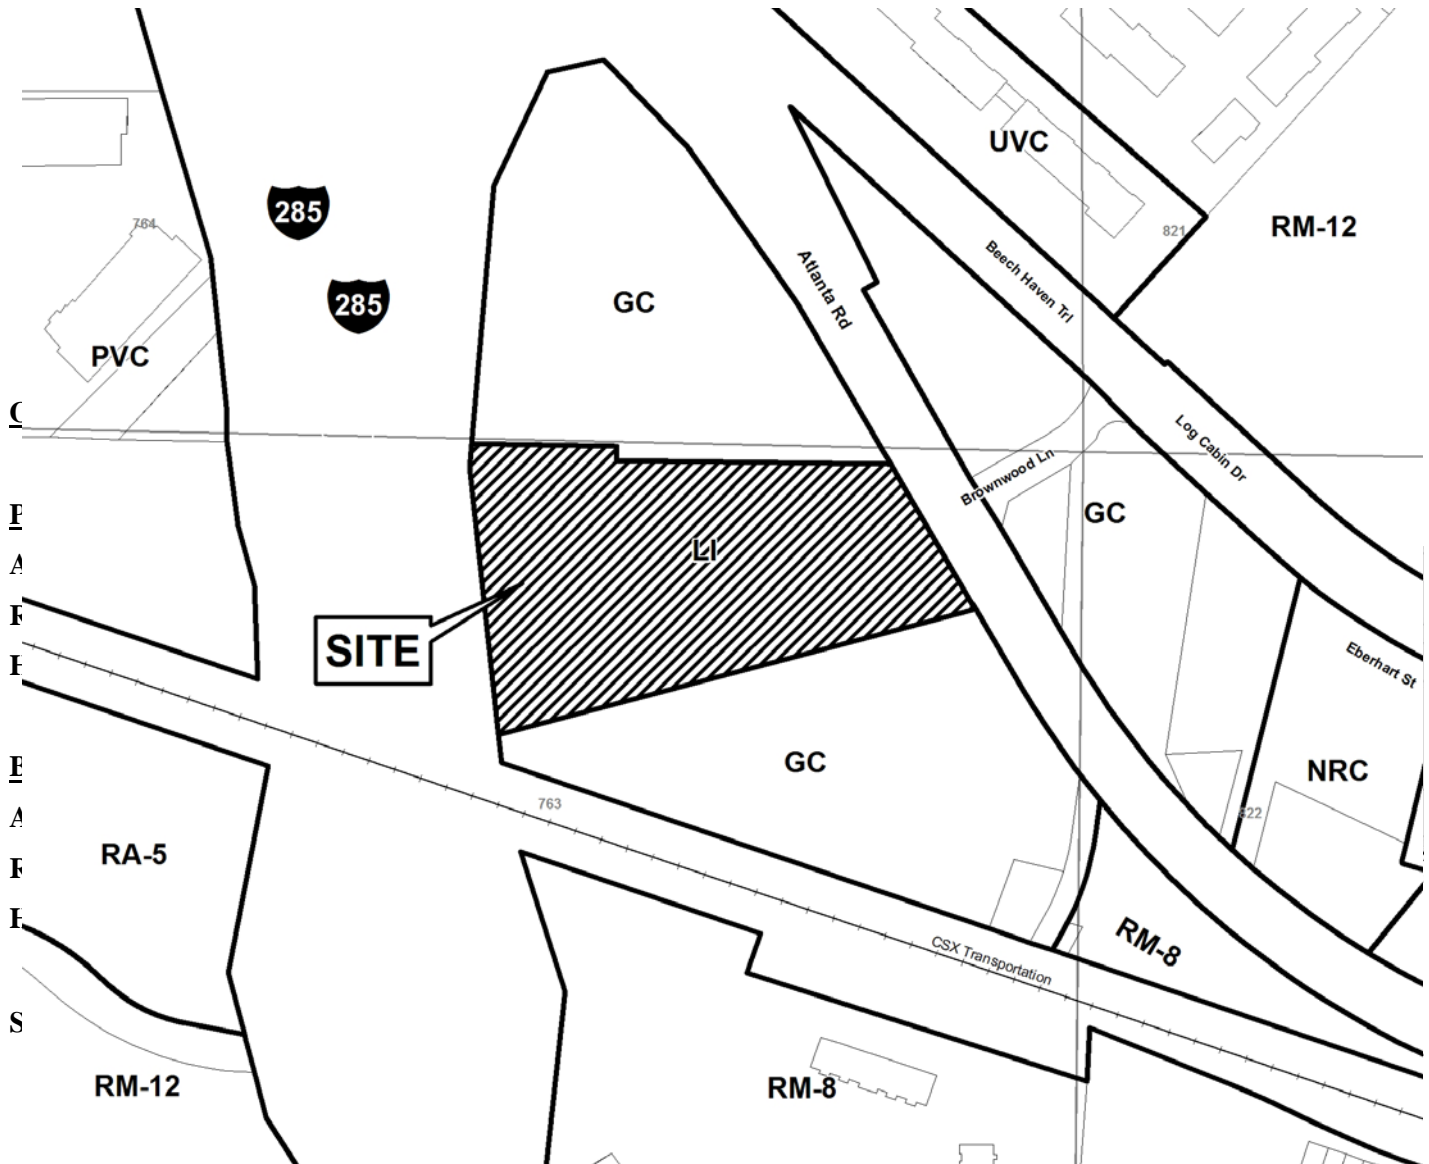 UVC
821
RM-12
285
764
Beech Haven Trl
Atlanta Rd
285
GC
PVC
Log Cabin Dr
Brownwood Ln
GC
LI
SITE
Eberhart St
GC
NRC
763
822
RA-5
RM-8
CSX Transportation
RM-12
RM-8